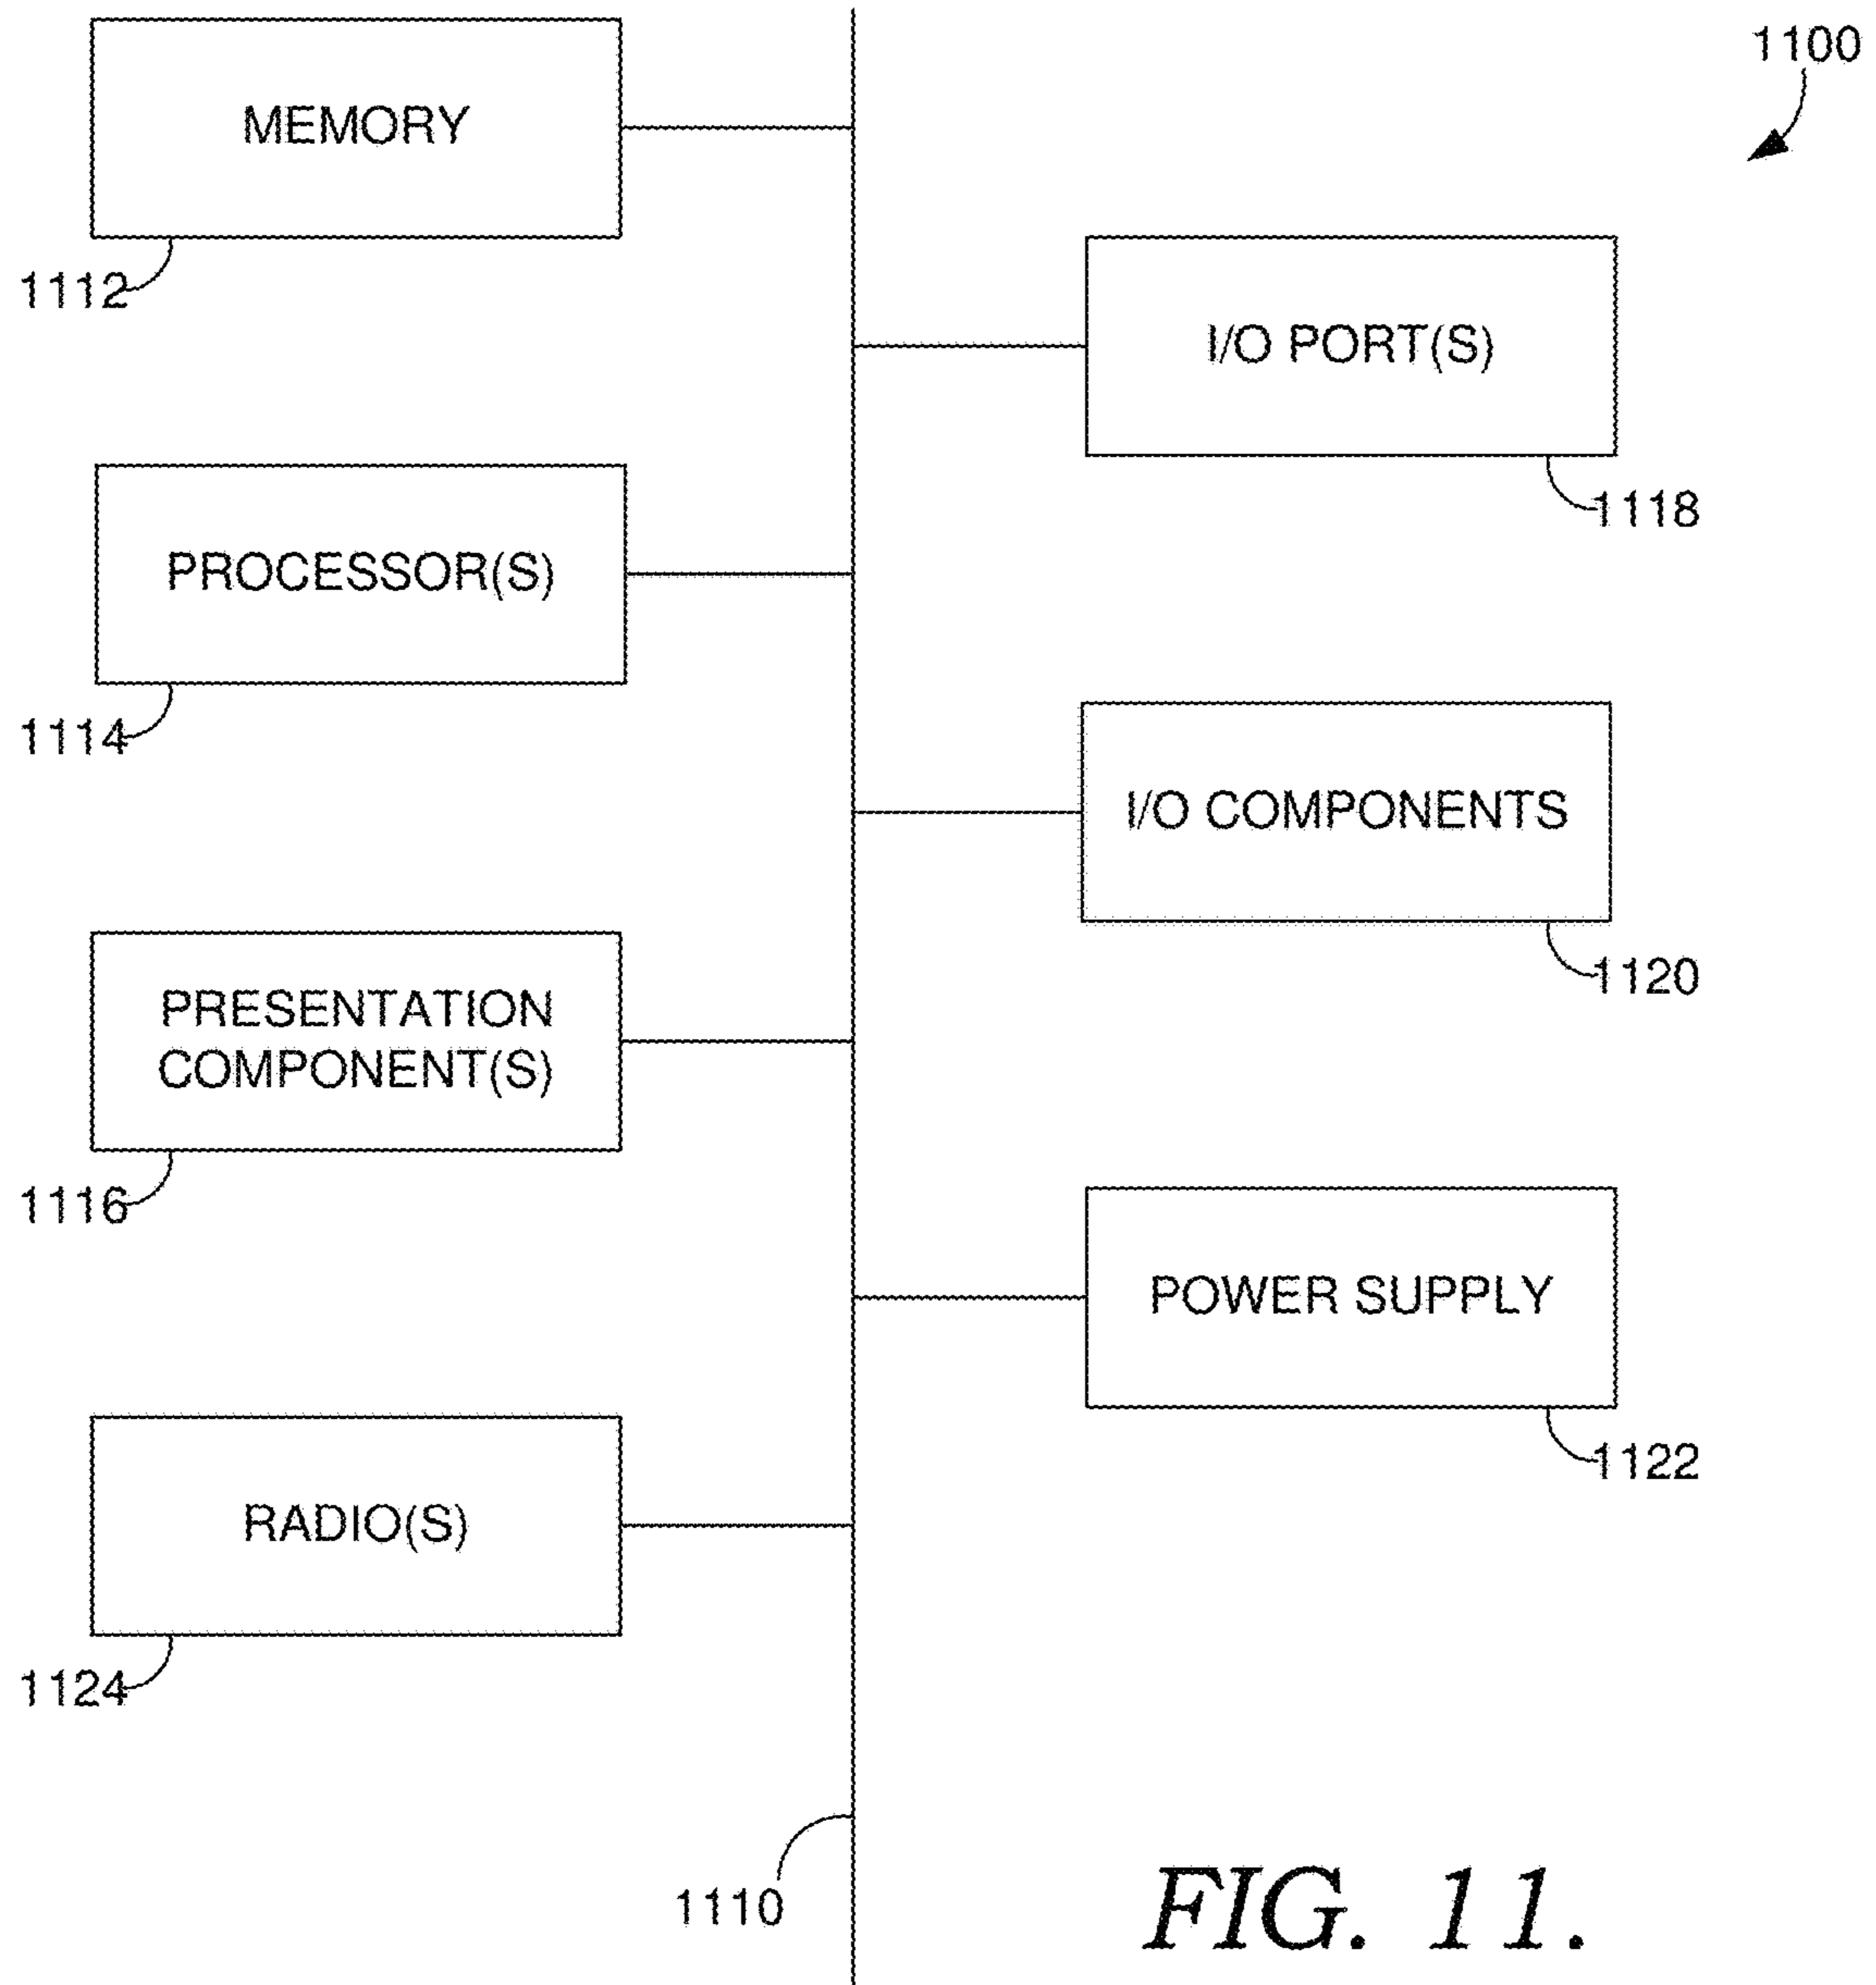 1100
MEMORY
1112
I/O PORT(S)
1118
PROCESSOR(S)
1114
I/O COMPONENTS
1120
PRESENTATION
COMPONENT(S)
1116
POWER SUPPLY
1122
RADIO(S)
1124
1110
FIG. 11.